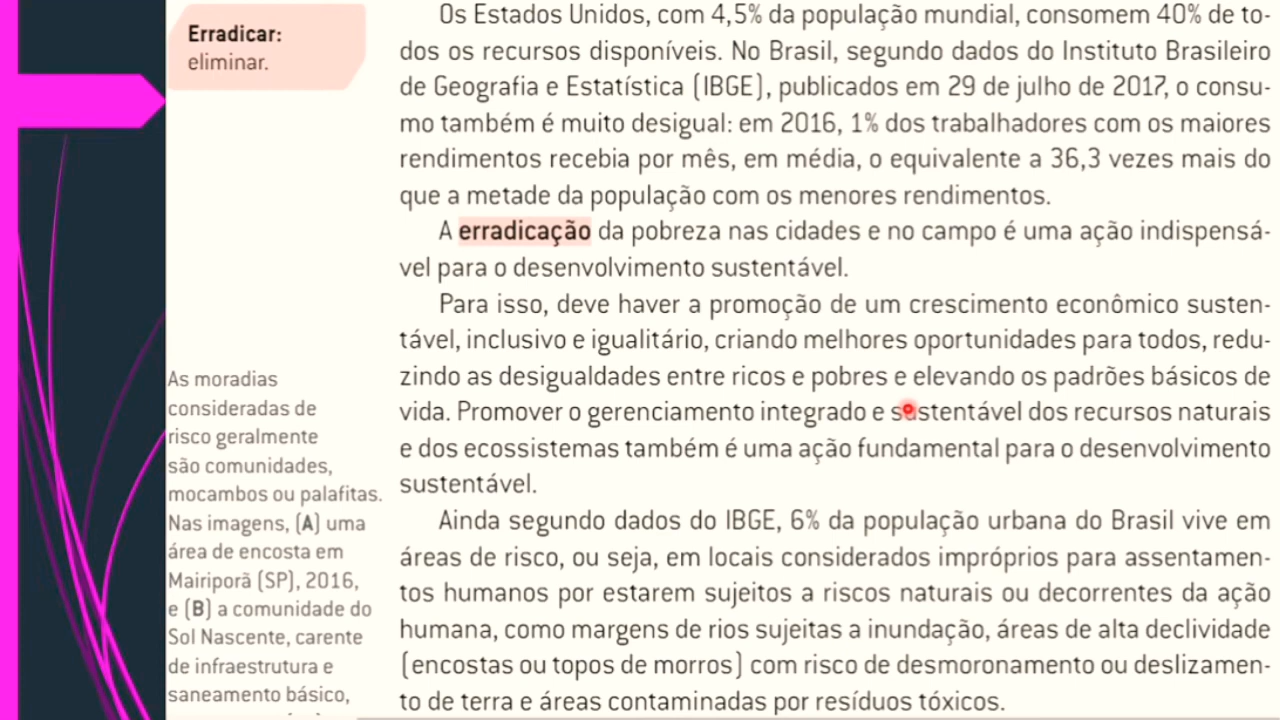 Erradicar:
eliminar.
Os Estados Unidos, com 4,5% da população mundial, consomem 40% de to-
dos os recursos disponíveis. No Brasil, segundo dados do Instituto Brasileiro
de Geografia e Estatística (IBGE), publicados em 29 de julho de 2017, o consu-
mo também é muito desigual: em 2016, 1% dos trabalhadores com os maiores
rendimentos recebia por mês, em média, o equivalente a 36,3 vezes mais do
que a metade da população com os menores rendimentos.
A erradicação da pobreza nas cidades e no campo é uma ação indispensá-
vel para o desenvolvimento sustentável.
Para isso, deve haver a promoção de um crescimento econômico susten-
tável, inclusivo e igualitário, criando melhores oportunidades para todos, redu-
zindo as desigualdades entre ricos e pobres e elevando os padrões básicos de
vida. Promover o gerenciamento integrado e sustentável dos recursos naturais
e dos ecossistemas também é uma ação fundamental para o desenvolvimento
sustentável.
Ainda segundo dados do IBGE, 6% da população urbana do Brasil vive em
áreas de risco, ou seja, em locais considerados impróprios para assentamen-
tos humanos por estarem sujeitos a riscos naturais ou decorrentes da ação
humana, como margens de rios sujeitas a inundação, áreas de alta declividade
(encostas ou topos de morros) com risco de desmoronamento ou deslizamen-
to de terra e áreas contaminadas por resíduos tóxicos.
As moradias
consideradas de
risco geralmente
são comunidades,
mocambos ou palafitas.
Nas imagens, (A) uma
área de encosta em
Mairiporã (SP), 2016,
e (B) a comunidade do
Sol Nascente, carente
de infraestrutura e
saneamento básico,